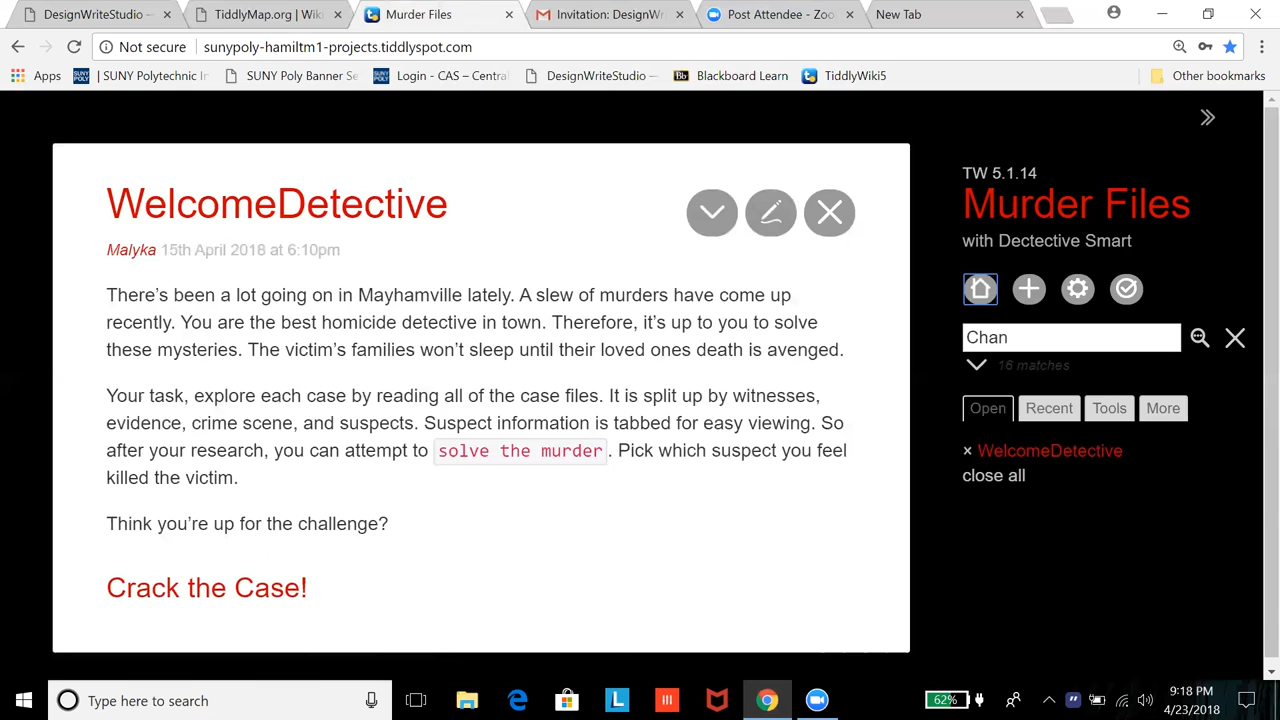 DesignWriteStudio –
TiddlyMap.org | Wiki
Murder Files
Invitation: DesignWr
Post Attendee - Zoo
New Tab
Not secure
sunypoly-hamiltm1-projects.tiddlyspot.com
Apps
| SUNY Polytechnic In
SUNY Poly Banner Se
Login - CAS – Central
DesignWriteStudio —
Blackboard Learn
TiddlyWiki5
Other bookmarks
WelcomeDetective
Malyka 15th April 2018 at 6:10pm
There’s been a lot going on in Mayhamville lately. A slew of murders have come up
recently. You are the best homicide detective in town. Therefore, it’s up to you to solve
these mysteries. The victim’s families won’t sleep until their loved ones death is avenged.
Your task, explore each case by reading all of the case files. It is split up by witnesses,
evidence, crime scene, and suspects. Suspect information is tabbed for easy viewing. So
after your research, you can attempt to solve the murder. Pick which suspect you feel
killed the victim.
Think you’re up for the challenge?
Crack the Case!
TW 5.1.14
Murder Files
with Dectective Smart
Chan
16 matches
Open
Recent
Tools
More
× WelcomeDetective
close all
Type here to search
62%
9:18 PM
4/23/2018